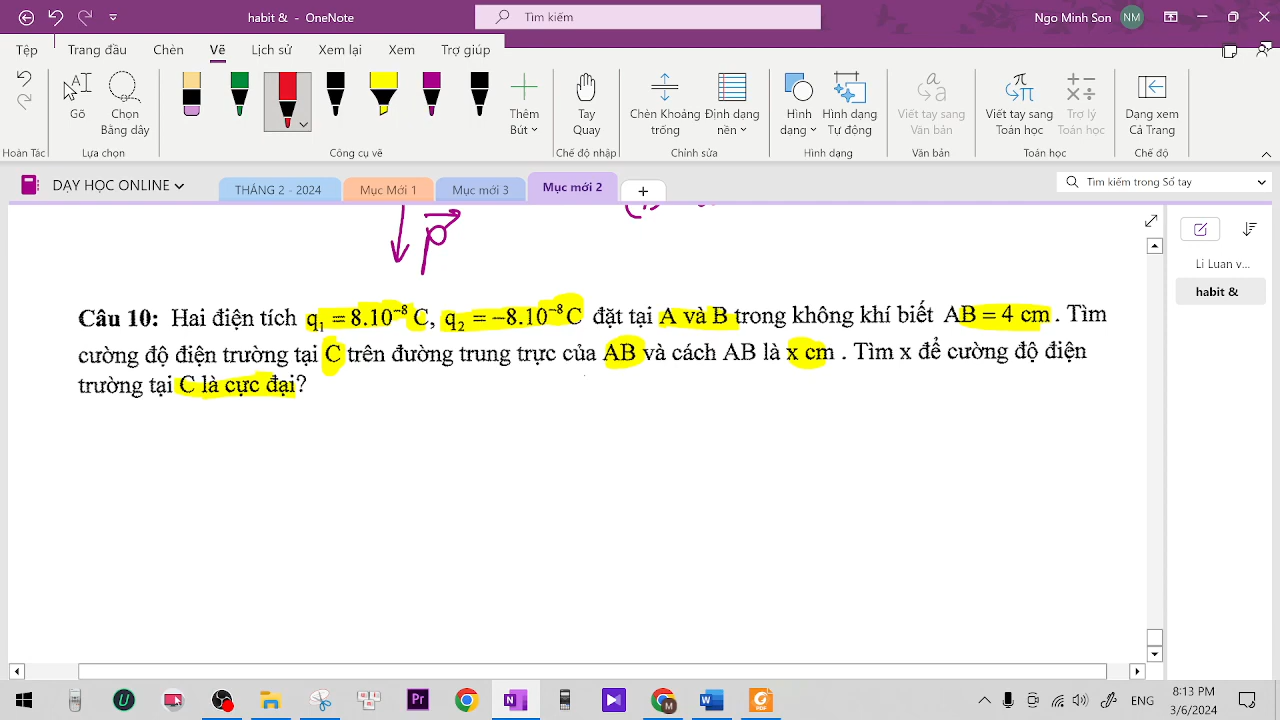 habit & - OneNote
Tìm kiếm
Ngo Minh Son
NM
Tệp Trang đầu Chèn Vẽ Lịch sử Xem lại Xem Trợ giúp
Gõ
Chọn Bằng dây
Thêm Bút
Tay Quay
Chèn Khoảng trống
Định dạng nền
Hình dạng
Hình dạng Tự động
Viết tay sang Văn bản
Viết tay sang Toán học
Trợ lý Toán học
Dạng xem Cả Trang
Hoàn Tác Lựa chọn Công cụ vẽ Chế độ nhập Chỉnh sửa Hình dạng Văn bản Toán học Chế độ
DẠY HỌC ONLINE THÁNG 2 - 2024 Mục Mới 1 Mục mới 3 Mục mới 2 + Tìm kiếm trong Sổ tay
Li Luan v...
habit &
P
Câu 10: Hai điện tích q₁ = 8.10⁻⁸ C, q₂ = −8.10⁻⁸ C đặt tại A và B trong không khí biết AB = 4 cm . Tìm
cường độ điện trường tại C trên đường trung trực của AB và cách AB là x cm . Tìm x để cường độ điện
trường tại C là cực đại?
ENG
8:13 PM
3/6/2024